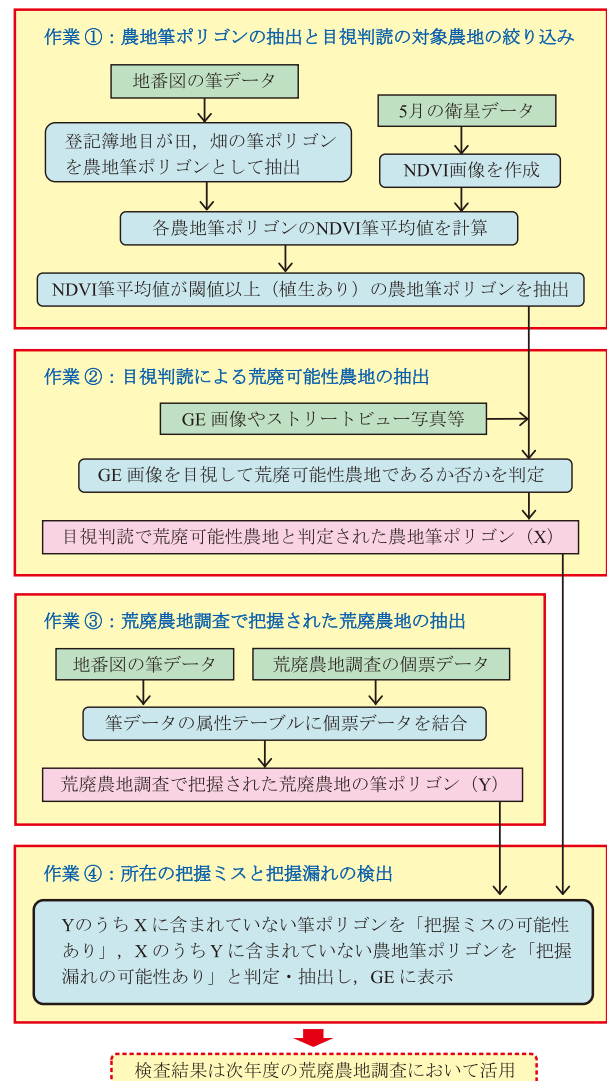 作業 ①：農地筆ポリゴンの抽出と目視判読の対象農地の絞り込み
地番図の筆データ
5月の衛星データ
登記簿地目が田，畑の筆ポリゴン
を農地筆ポリゴンとして抽出
NDVI画像を作成
各農地筆ポリゴンのNDVI筆平均値を計算
NDVI筆平均値が閾値以上（植生あり）の農地筆ポリゴンを抽出
作業 ②：目視判読による荒廃可能性農地の抽出
GE 画像やストリートビュー写真等
GE 画像を目視して荒廃可能性農地であるか否かを判定
目視判読で荒廃可能性農地と判定された農地筆ポリゴン（X）
作業 ③：荒廃農地調査で把握された荒廃農地の抽出
地番図の筆データ
荒廃農地調査の個票データ
筆データの属性テーブルに個票データを結合
荒廃農地調査で把握された荒廃農地の筆ポリゴン（Y）
作業 ④：所在の把握ミスと把握漏れの検出
Yのうち X に含まれていない筆ポリゴンを「把握ミスの可能性
あり」，X のうち Y に含まれていない農地筆ポリゴンを「把握
漏れの可能性あり」と判定・抽出し，GE に表示
検査結果は次年度の荒廃農地調査において活用